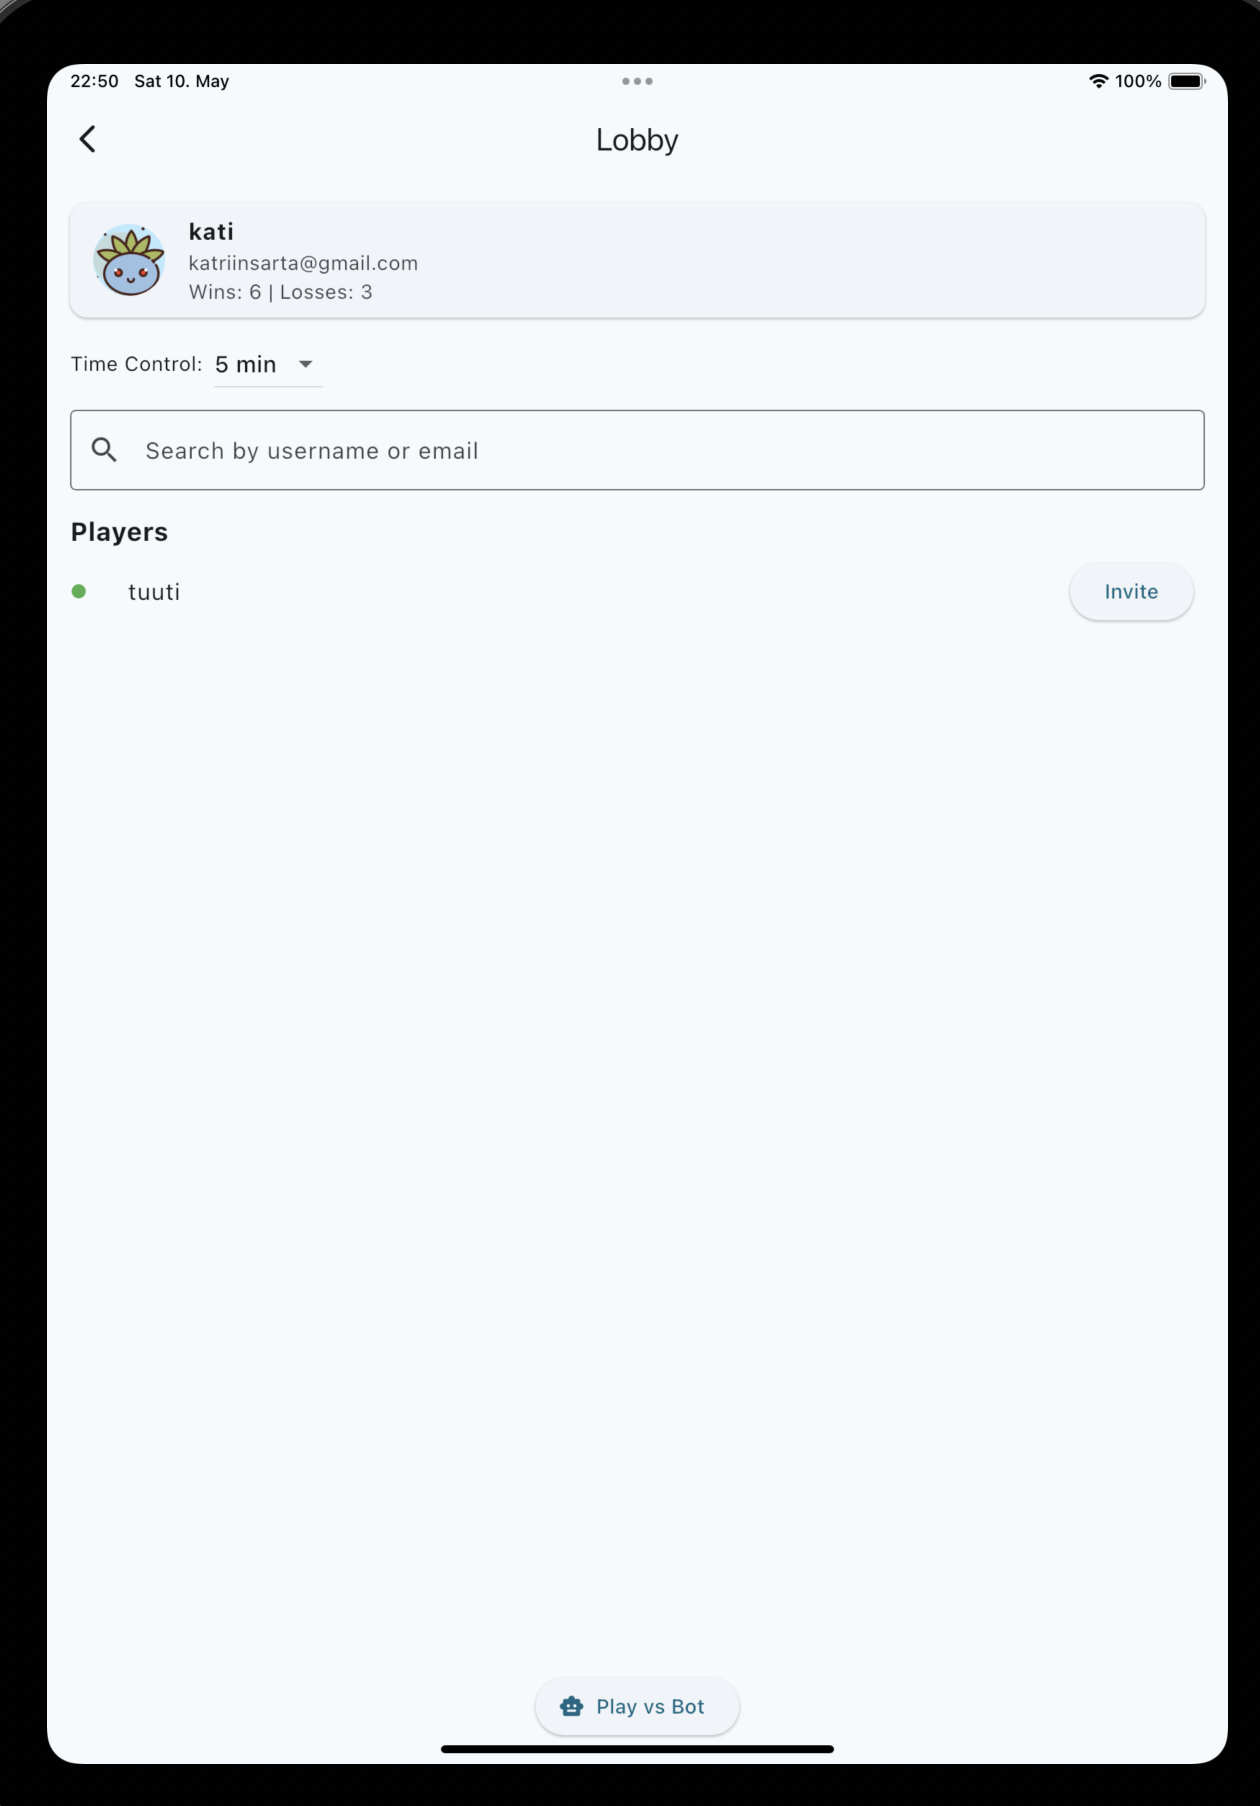 22:50 Sat 10. May 100%
Lobby
kati
katriinsarta@gmail.com
Wins: 6 | Losses: 3
Time Control: 5 min
Search by username or email
Players
tuuti Invite
Play vs Bot